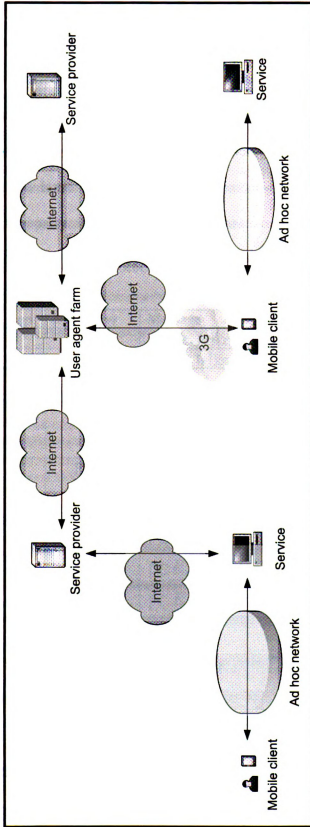 Service provider
Internet
User agent farm
Internet
Service provider
Internet
Internet
3G
Mobile client
Ad hoc network
Service
Mobile client
Ad hoc network
Service